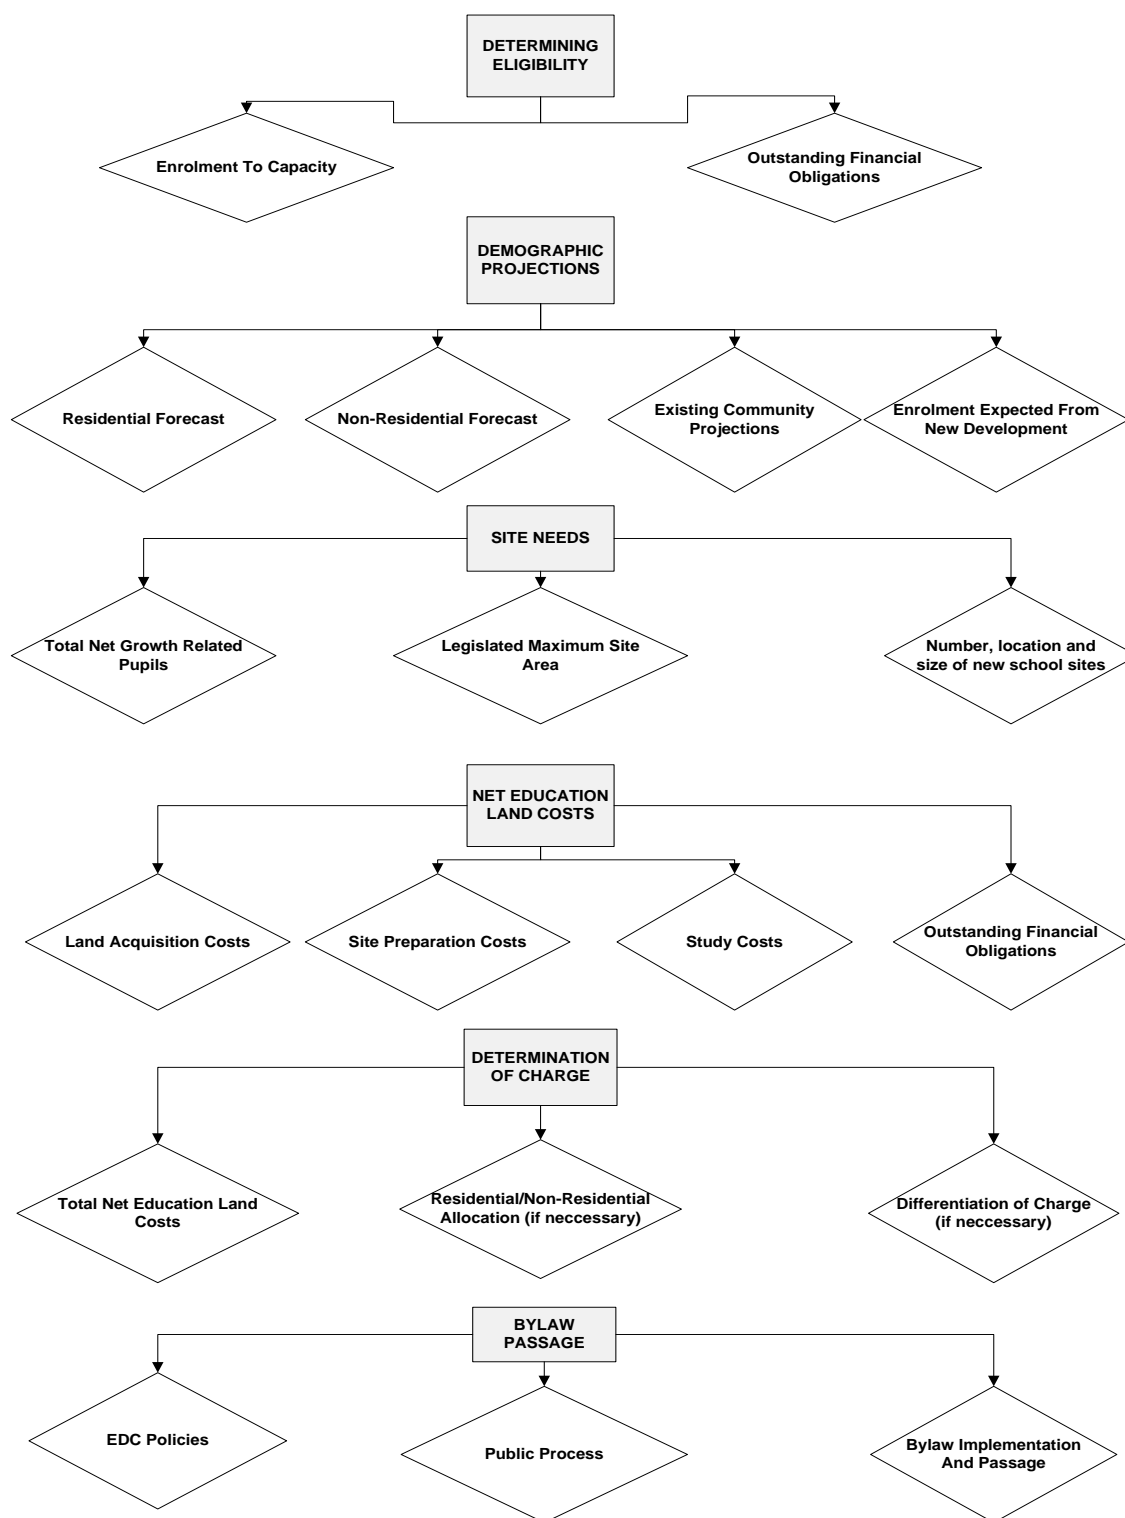 DETERMINING
ELIGIBILITY
Enrolment To Capacity
Outstanding Financial
Obligations
DEMOGRAPHIC
PROJECTIONS
Residential Forecast
Non-Residential Forecast
Existing Community
Projections
Enrolment Expected From
New Development
SITE NEEDS
Total Net Growth Related
Pupils
Legislated Maximum Site
Area
Number, location and
size of new school sites
NET EDUCATION
LAND COSTS
Land Acquisition Costs
Site Preparation Costs
Study Costs
Outstanding Financial
Obligations
DETERMINATION
OF CHARGE
Total Net Education Land
Costs
Residential/Non-Residential
Allocation (if neccessary)
Differentiation of Charge
(if neccessary)
BYLAW
PASSAGE
EDC Policies
Public Process
Bylaw Implementation
And Passage